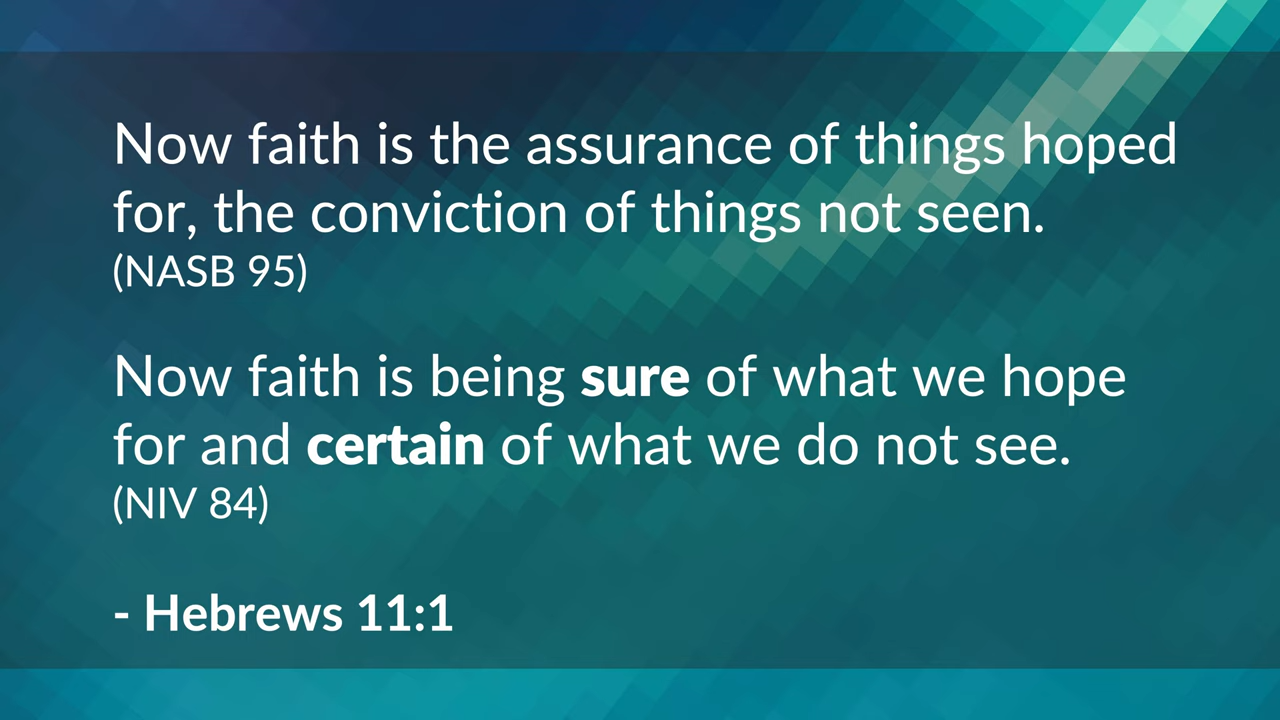 Now faith is the assurance of things hoped
for, the conviction of things not seen.
(NASB 95)
Now faith is being sure of what we hope
for and certain of what we do not see.
(NIV 84)
- Hebrews 11:1